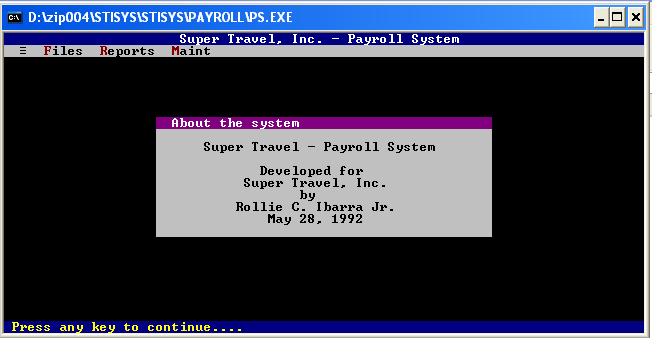 D:\zip004\STISYS\STISYS\PAYROLL\PS.EXE
Super Travel, Inc. - Payroll System
≡ Files Reports Maint
About the system
Super Travel - Payroll System
Developed for
Super Travel, Inc.
by
Rollie C. Ibarra Jr.
May 28, 1992
Press any key to continue....